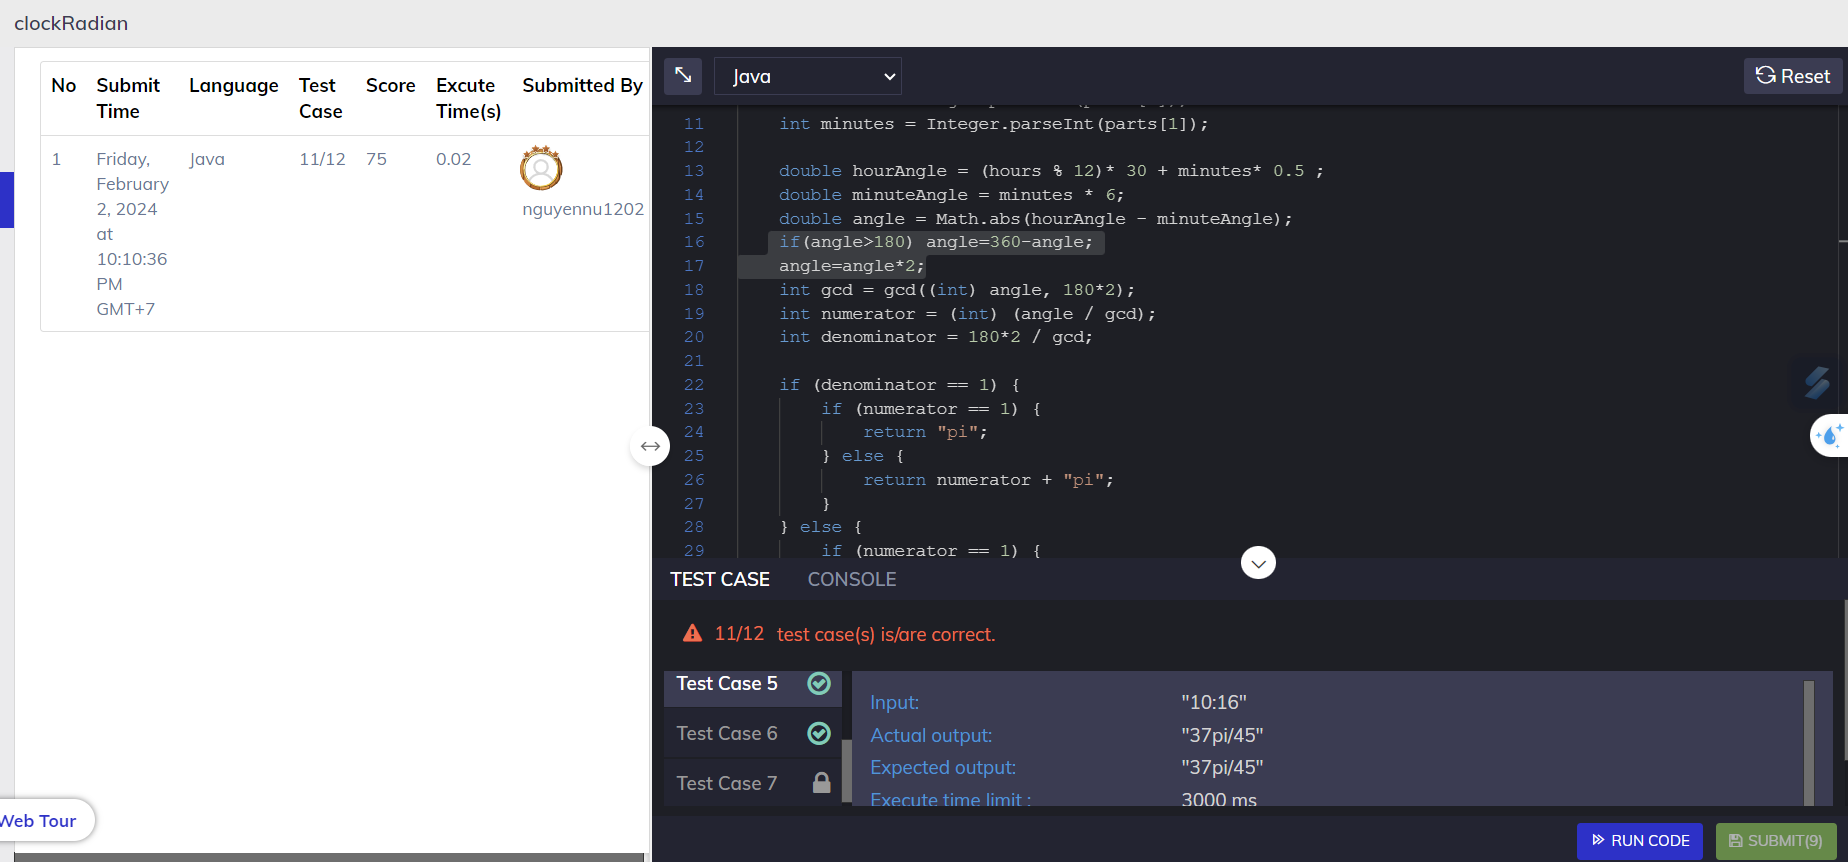 clockRadian
No Submit Time Language Test Case Score Excute Time(s) Submitted By
1 Friday, February 2, 2024 at 10:10:36 PM GMT+7 Java 11/12 75 0.02 nguyennu1202
Web Tour
Java
Reset
11 int minutes = Integer.parseInt(parts[1]);
12
13 double hourAngle = (hours % 12)* 30 + minutes* 0.5 ;
14 double minuteAngle = minutes * 6;
15 double angle = Math.abs(hourAngle - minuteAngle);
16 if(angle>180) angle=360-angle;
17 angle=angle*2;
18 int gcd = gcd((int) angle, 180*2);
19 int numerator = (int) (angle / gcd);
20 int denominator = 180*2 / gcd;
21
22 if (denominator == 1) {
23 if (numerator == 1) {
24 return "pi";
25 } else {
26 return numerator + "pi";
27 }
28 } else {
29 if (numerator == 1) {
TEST CASE CONSOLE
11/12 test case(s) is/are correct.
Test Case 5
Test Case 6
Test Case 7
Input: "10:16"
Actual output: "37pi/45"
Expected output: "37pi/45"
Execute time limit : 3000 ms
RUN CODE
SUBMIT(9)